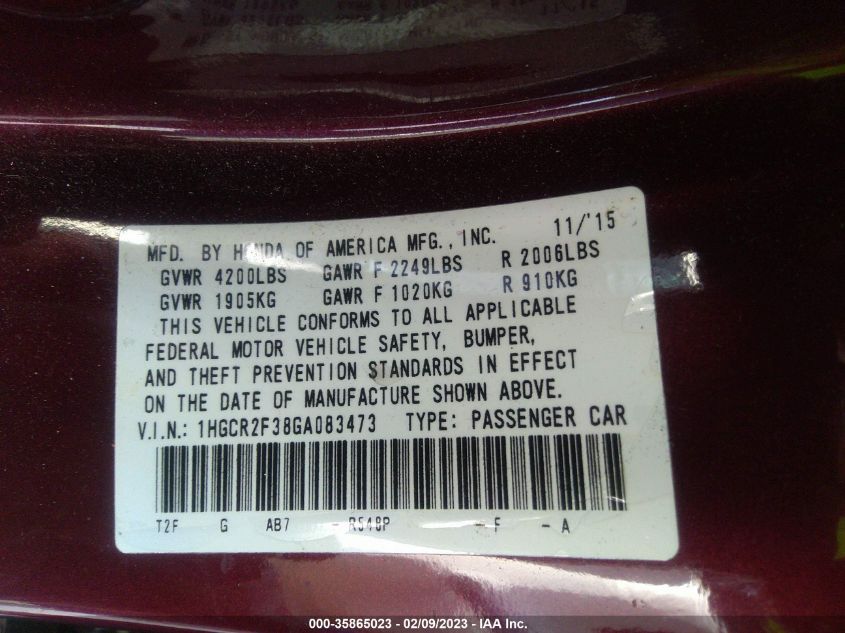 MFD. BY HONDA OF AMERICA MFG., INC. 11/'15
GVWR 4200LBS GAWR F 2249LBS R 2006LBS
GVWR 1905KG GAWR F 1020KG R 910KG
THIS VEHICLE CONFORMS TO ALL APPLICABLE
FEDERAL MOTOR VEHICLE SAFETY, BUMPER,
AND THEFT PREVENTION STANDARDS IN EFFECT
ON THE DATE OF MANUFACTURE SHOWN ABOVE.
V.I.N.: 1HGCR2F38GA083473 TYPE: PASSENGER CAR
T2F G AB7 - R548P - F - A
000-35865023 - 02/09/2023 - IAA Inc.